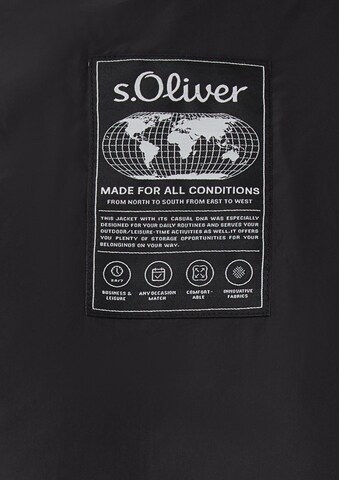 s.Oliver
MADE FOR ALL CONDITIONS
FROM NORTH TO SOUTH FROM EAST TO WEST
THIS JACKET WITH ITS CASUAL DNA WAS ESPECIALLY
DESIGNED FOR YOUR DAILY ROUTINES AND SERVES YOUR
OUTDOOR/LEISURE-TIME ACTIVITIES AS WELL.IT OFFERS
YOU PLENTY OF STORAGE OPPORTUNITIES FOR YOUR
BELONGINGS ON YOUR WAY.
24/7
BUSINESS & LEISURE
ANY OCCASION MATCH
COMFORT-ABLE
INNOVATIVE FABRICS